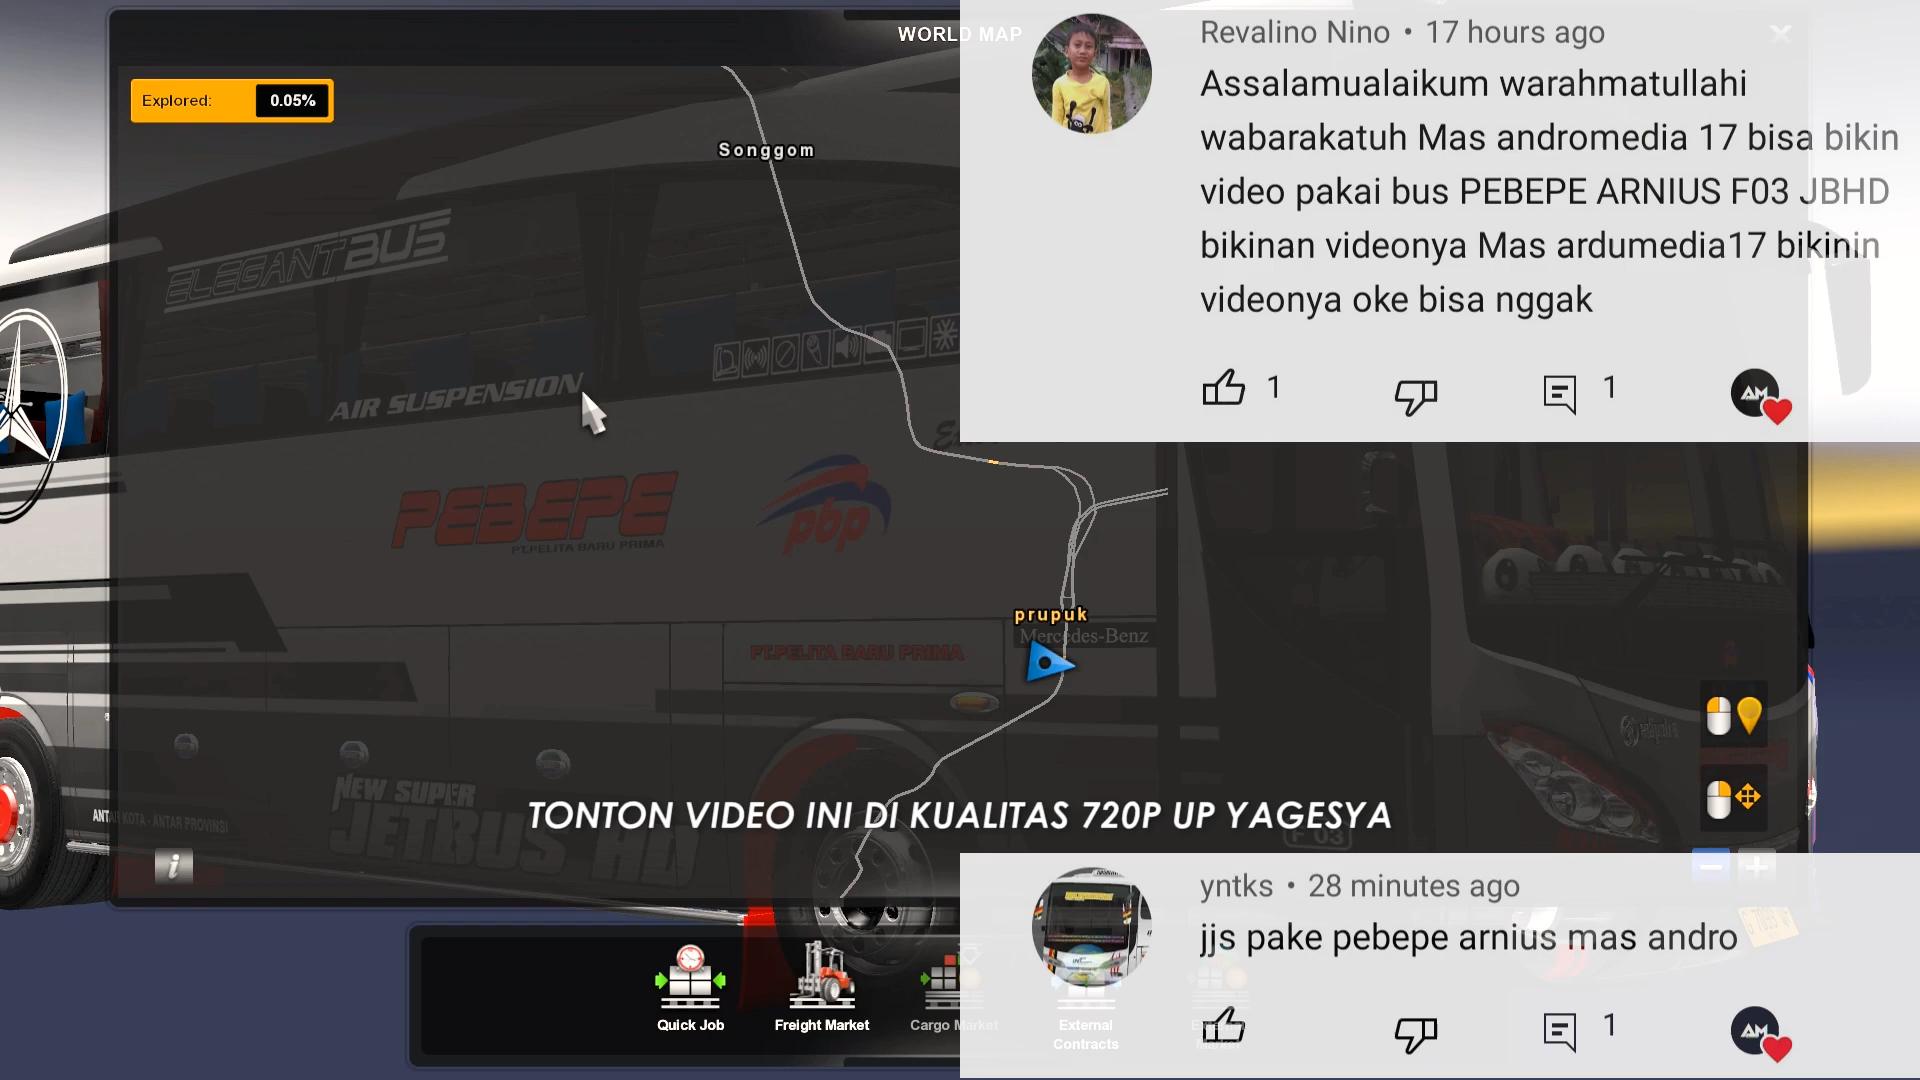 WORLD MAP
Explored: 0.05%
Songgom
ELEGANTBUS
AIR SUSPENSION
PEBEPE
PT.PELITA BARU PRIMA
pbp
prupuk
Mercedes-Benz
PT.PELITA BARU PRIMA
NEW SUPER
JETBUS HD
ANTAR KOTA - ANTAR PROVINSI
F 03
Revalino Nino • 17 hours ago
Assalamualaikum warahmatullahi
wabarakatuh Mas andromedia 17 bisa bikin
video pakai bus PEBEPE ARNIUS F03 JBHD
bikinan videonya Mas ardumedia17 bikinin
videonya oke bisa nggak
1
1
AM
TONTON VIDEO INI DI KUALITAS 720P UP YAGESYA
yntks • 28 minutes ago
jjs pake pebepe arnius mas andro
1
AM
Quick Job
Freight Market
Cargo Market
External
Contracts